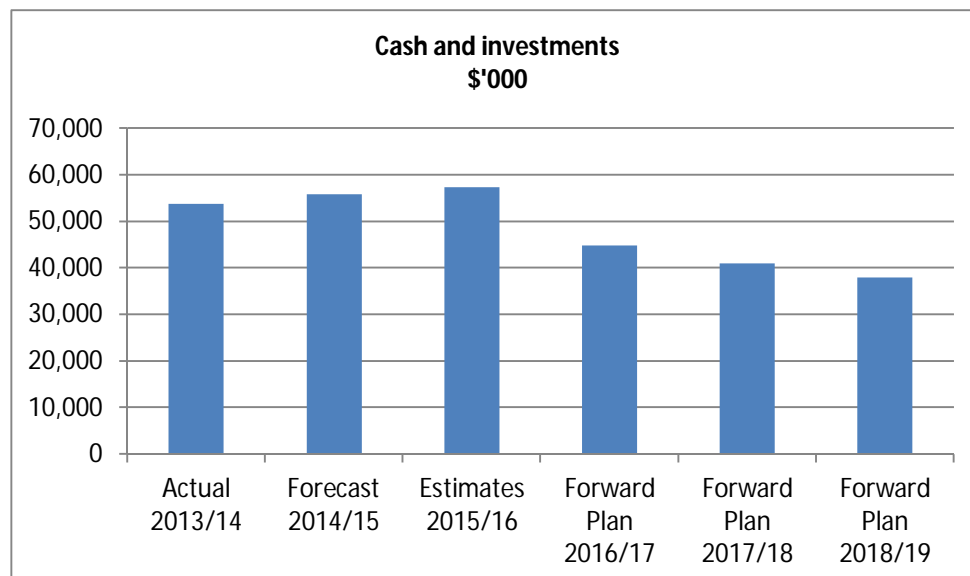 Cash and investments
$'000
70,000
60,000
50,000
40,000
30,000
20,000
10,000
0
Actual
2013/14
Forecast
2014/15
Estimates
2015/16
Forward
Plan
2016/17
Forward
Plan
2017/18
Forward
Plan
2018/19